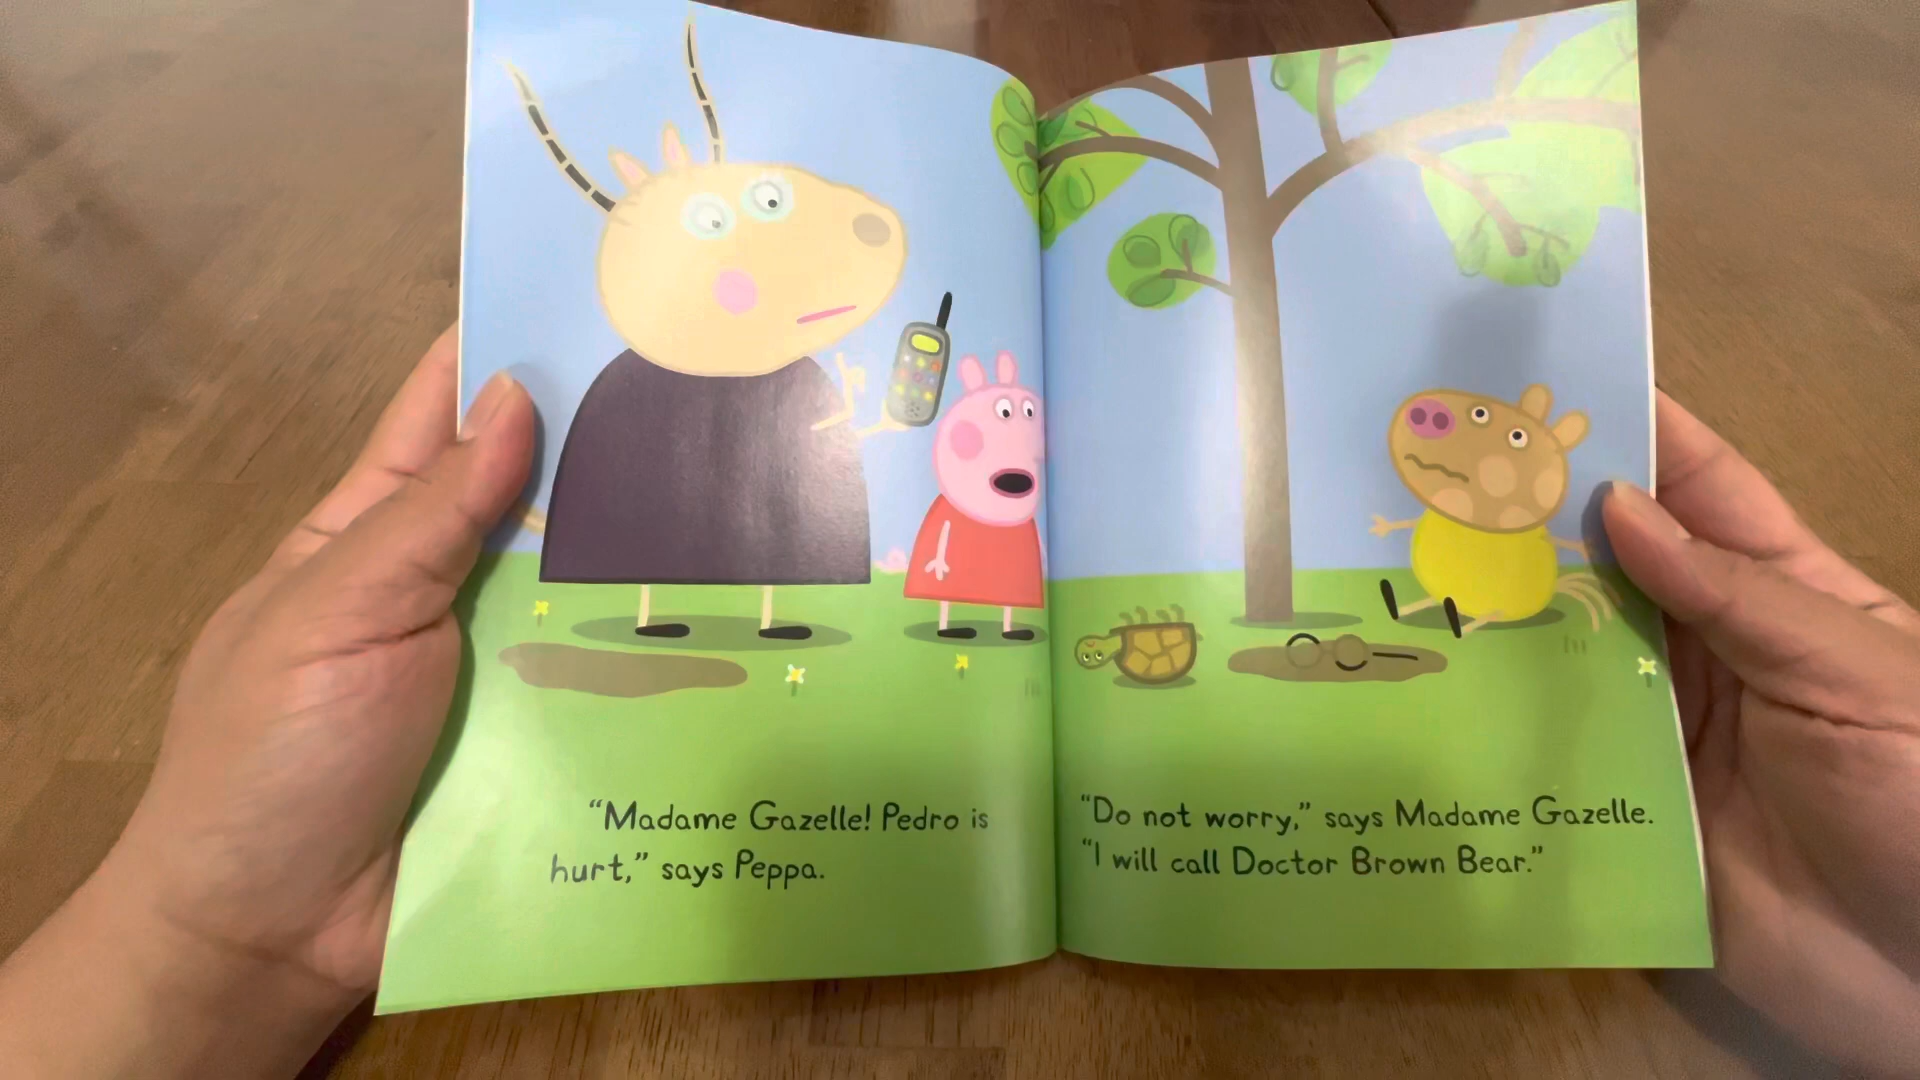 “Madame Gazelle! Pedro is
hurt,” says Peppa.
“Do not worry,” says Madame Gazelle.
“I will call Doctor Brown Bear.”